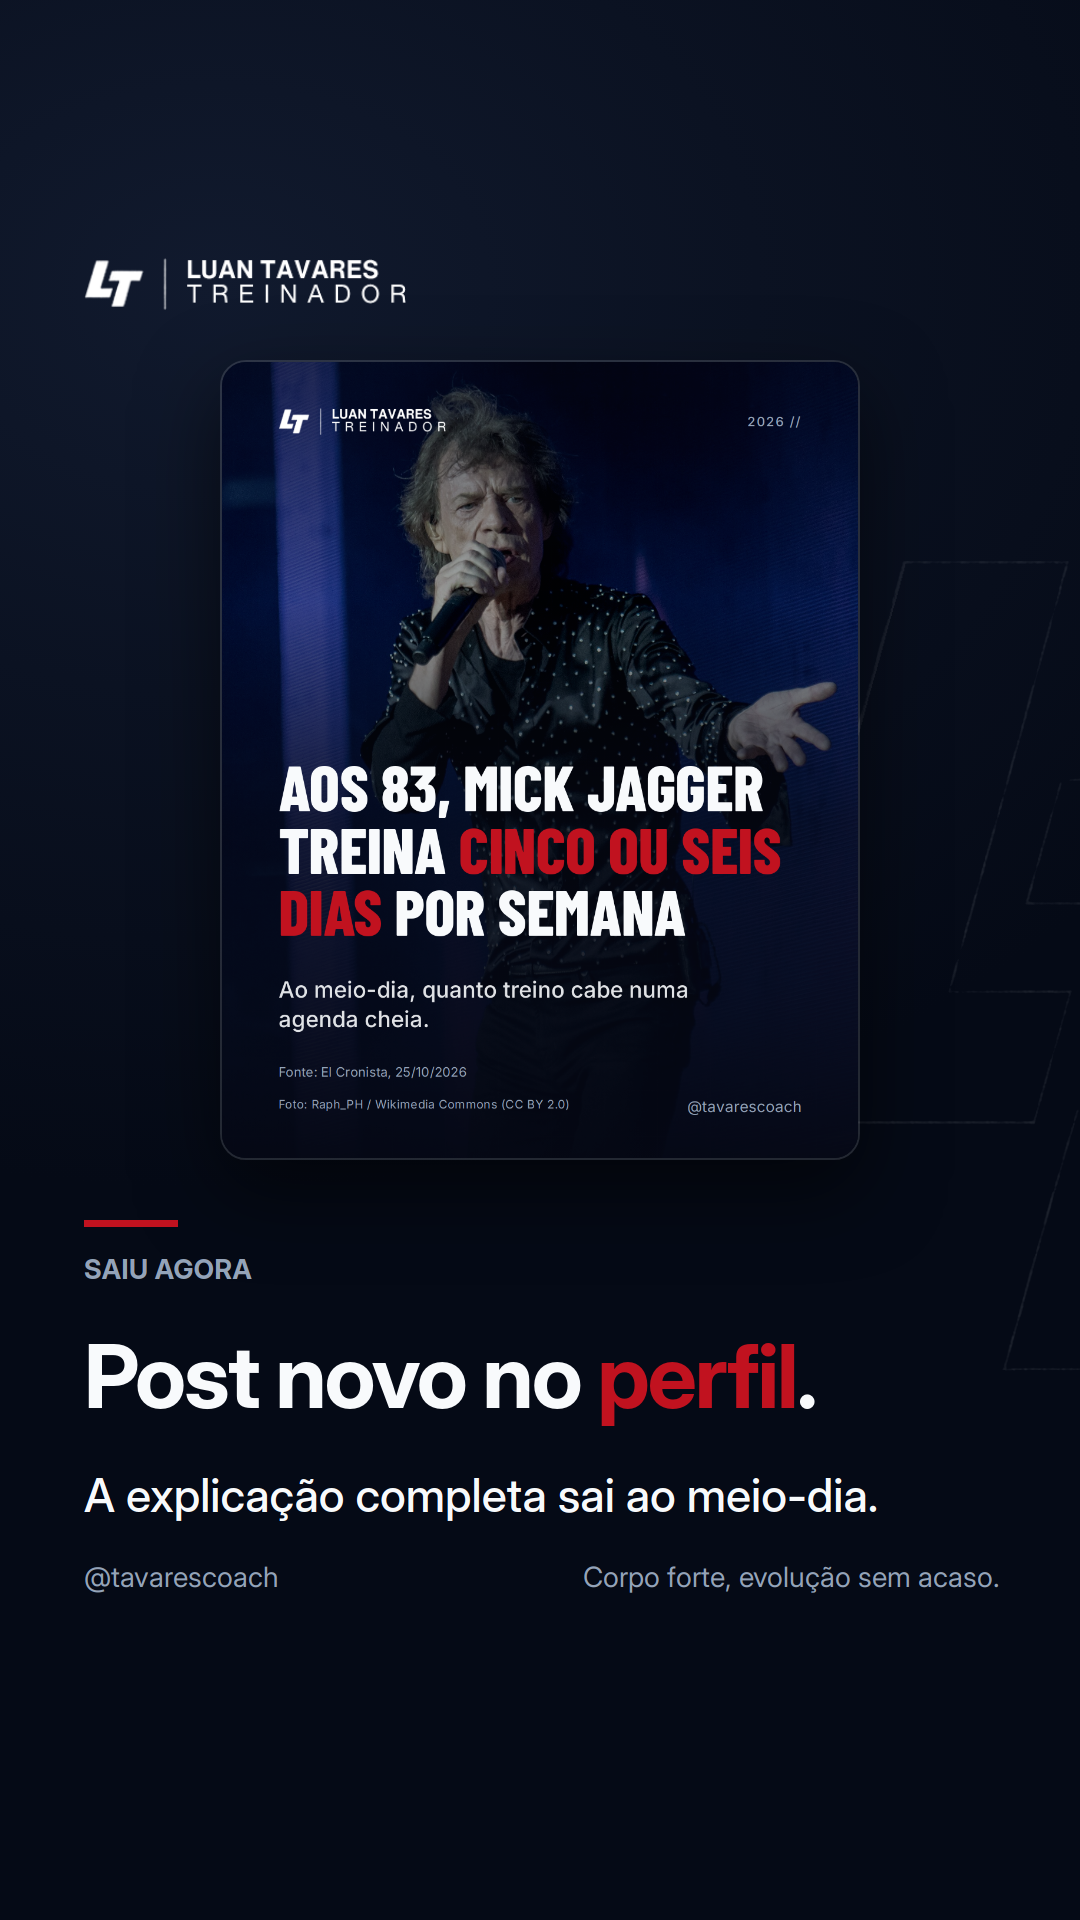 LT
LUAN TAVARES
TREINADOR
LT
LUAN TAVARES
TREINADOR
2026 //
AOS 83, MICK JAGGER
TREINA CINCO OU SEIS
DIAS POR SEMANA
Ao meio-dia, quanto treino cabe numa
agenda cheia.
Fonte: El Cronista, 25/10/2026
Foto: Raph_PH / Wikimedia Commons (CC BY 2.0)
@tavarescoach
SAIU AGORA
Post novo no perfil.
A explicação completa sai ao meio-dia.
@tavarescoach
Corpo forte, evolução sem acaso.